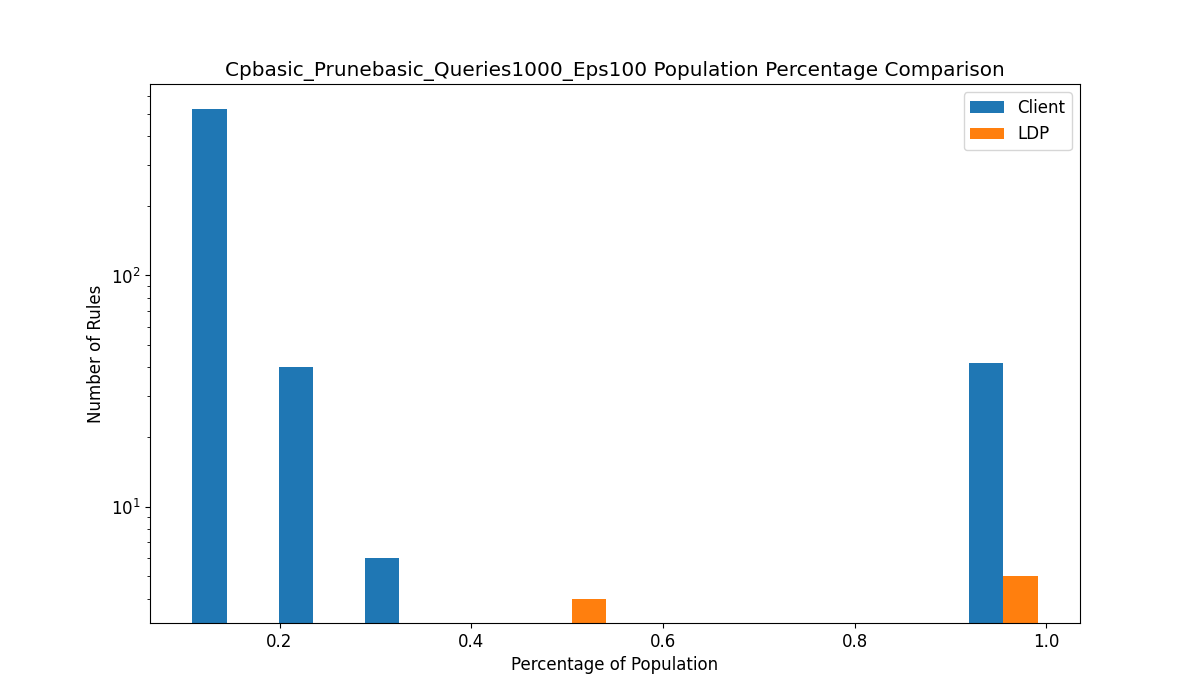 Cpbasic_Prunebasic_Queries1000_Eps100 Population Percentage Comparison
Client
LDP
Number of Rules
10²
10¹
0.2 0.4 0.6 0.8 1.0
Percentage of Population